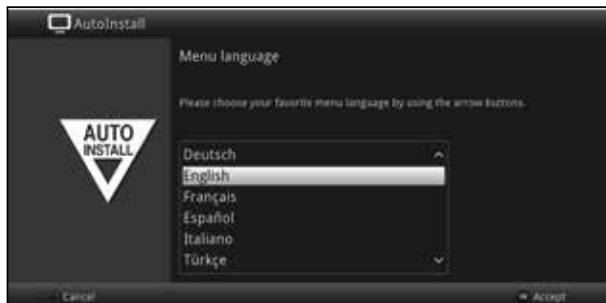 AutoInstall
Menu language
Please choose your favorite menu language by using the arrow buttons.
AUTO
INSTALL
Deutsch
English
Français
Español
Italiano
Türkçe
Cancel
Accept